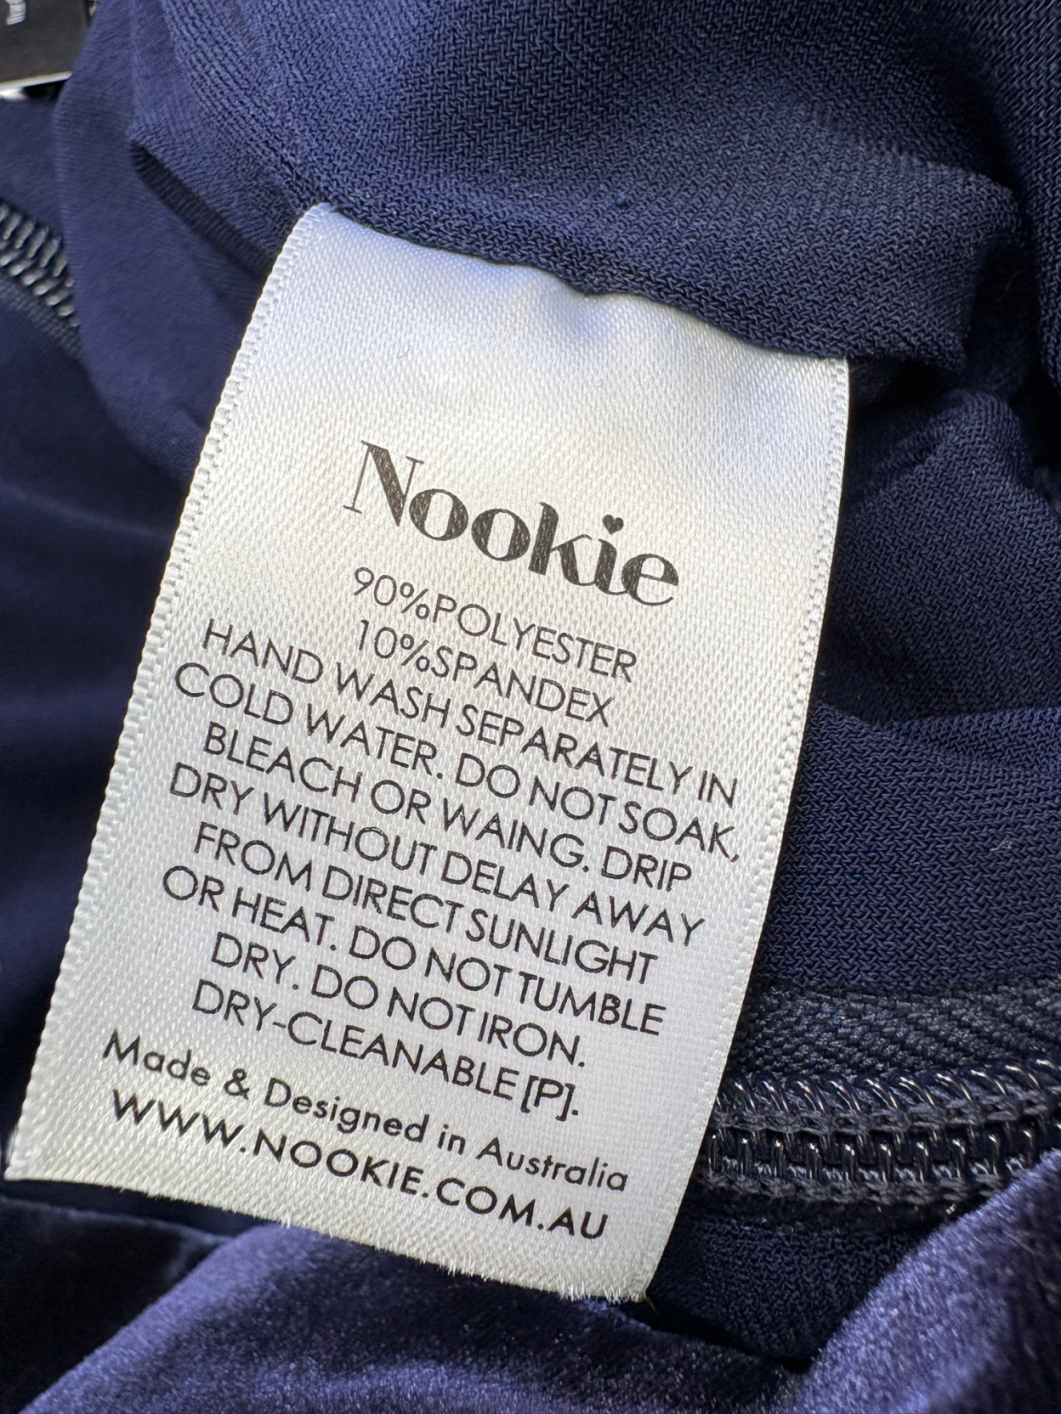 Nookie
90%POLYESTER
10%SPANDEX
HAND WASH SEPARATELY IN
COLD WATER. DO NOT SOAK,
BLEACH OR WAING. DRIP
DRY WITHOUT DELAY AWAY
FROM DIRECT SUNLIGHT
OR HEAT. DO NOT TUMBLE
DRY. DO NOT IRON.
DRY-CLEANABLE [P].
Made & Designed in Australia
WWW.NOOKIE.COM.AU